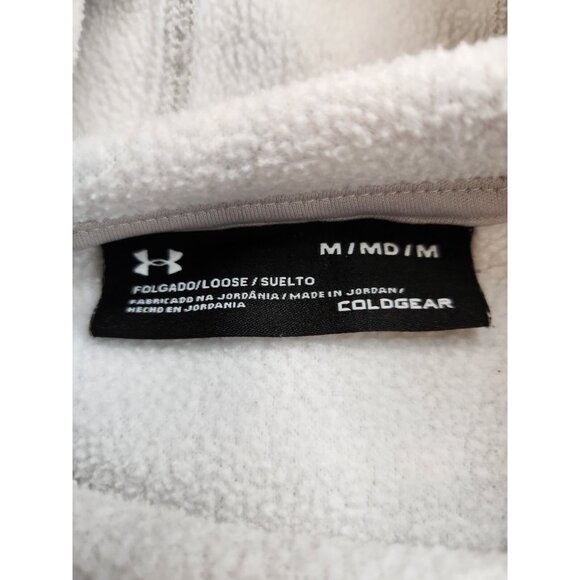 M / MD / M
FOLGADO / LOOSE / SUELTO
FABRICADO NA JORDÂNIA / MADE IN JORDAN /
HECHO EN JORDANIA
COLDGEAR